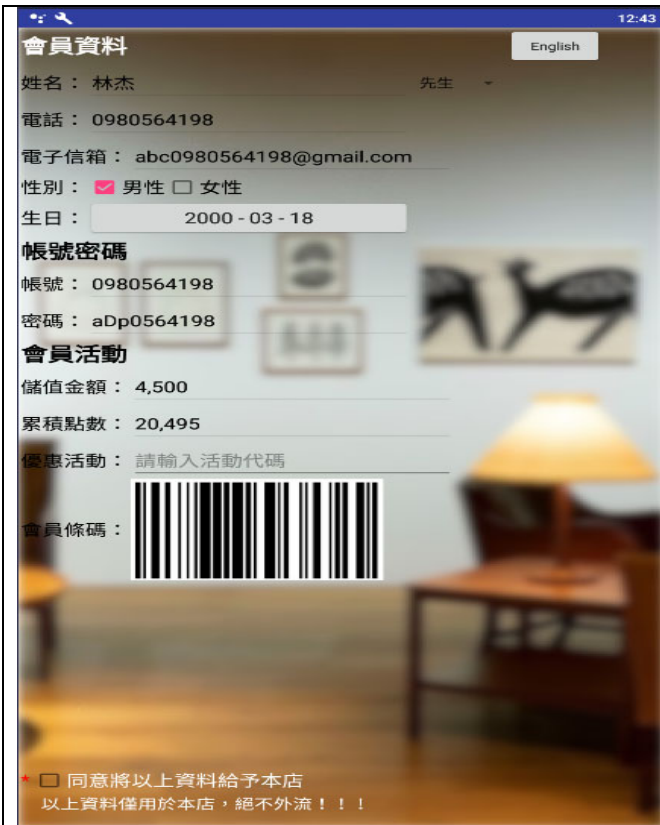 12:43
會員資料 English
姓名： 林杰 先生
電話： 0980564198
電子信箱： abc0980564198@gmail.com
性別： 男性 女性
生日： 2000 - 03 - 18
帳號密碼
帳號： 0980564198
密碼： aDp0564198
會員活動
儲值金額： 4,500
累積點數： 20,495
優惠活動： 請輸入活動代碼
會員條碼：
* 同意將以上資料給予本店
以上資料僅用於本店，絕不外流！！！